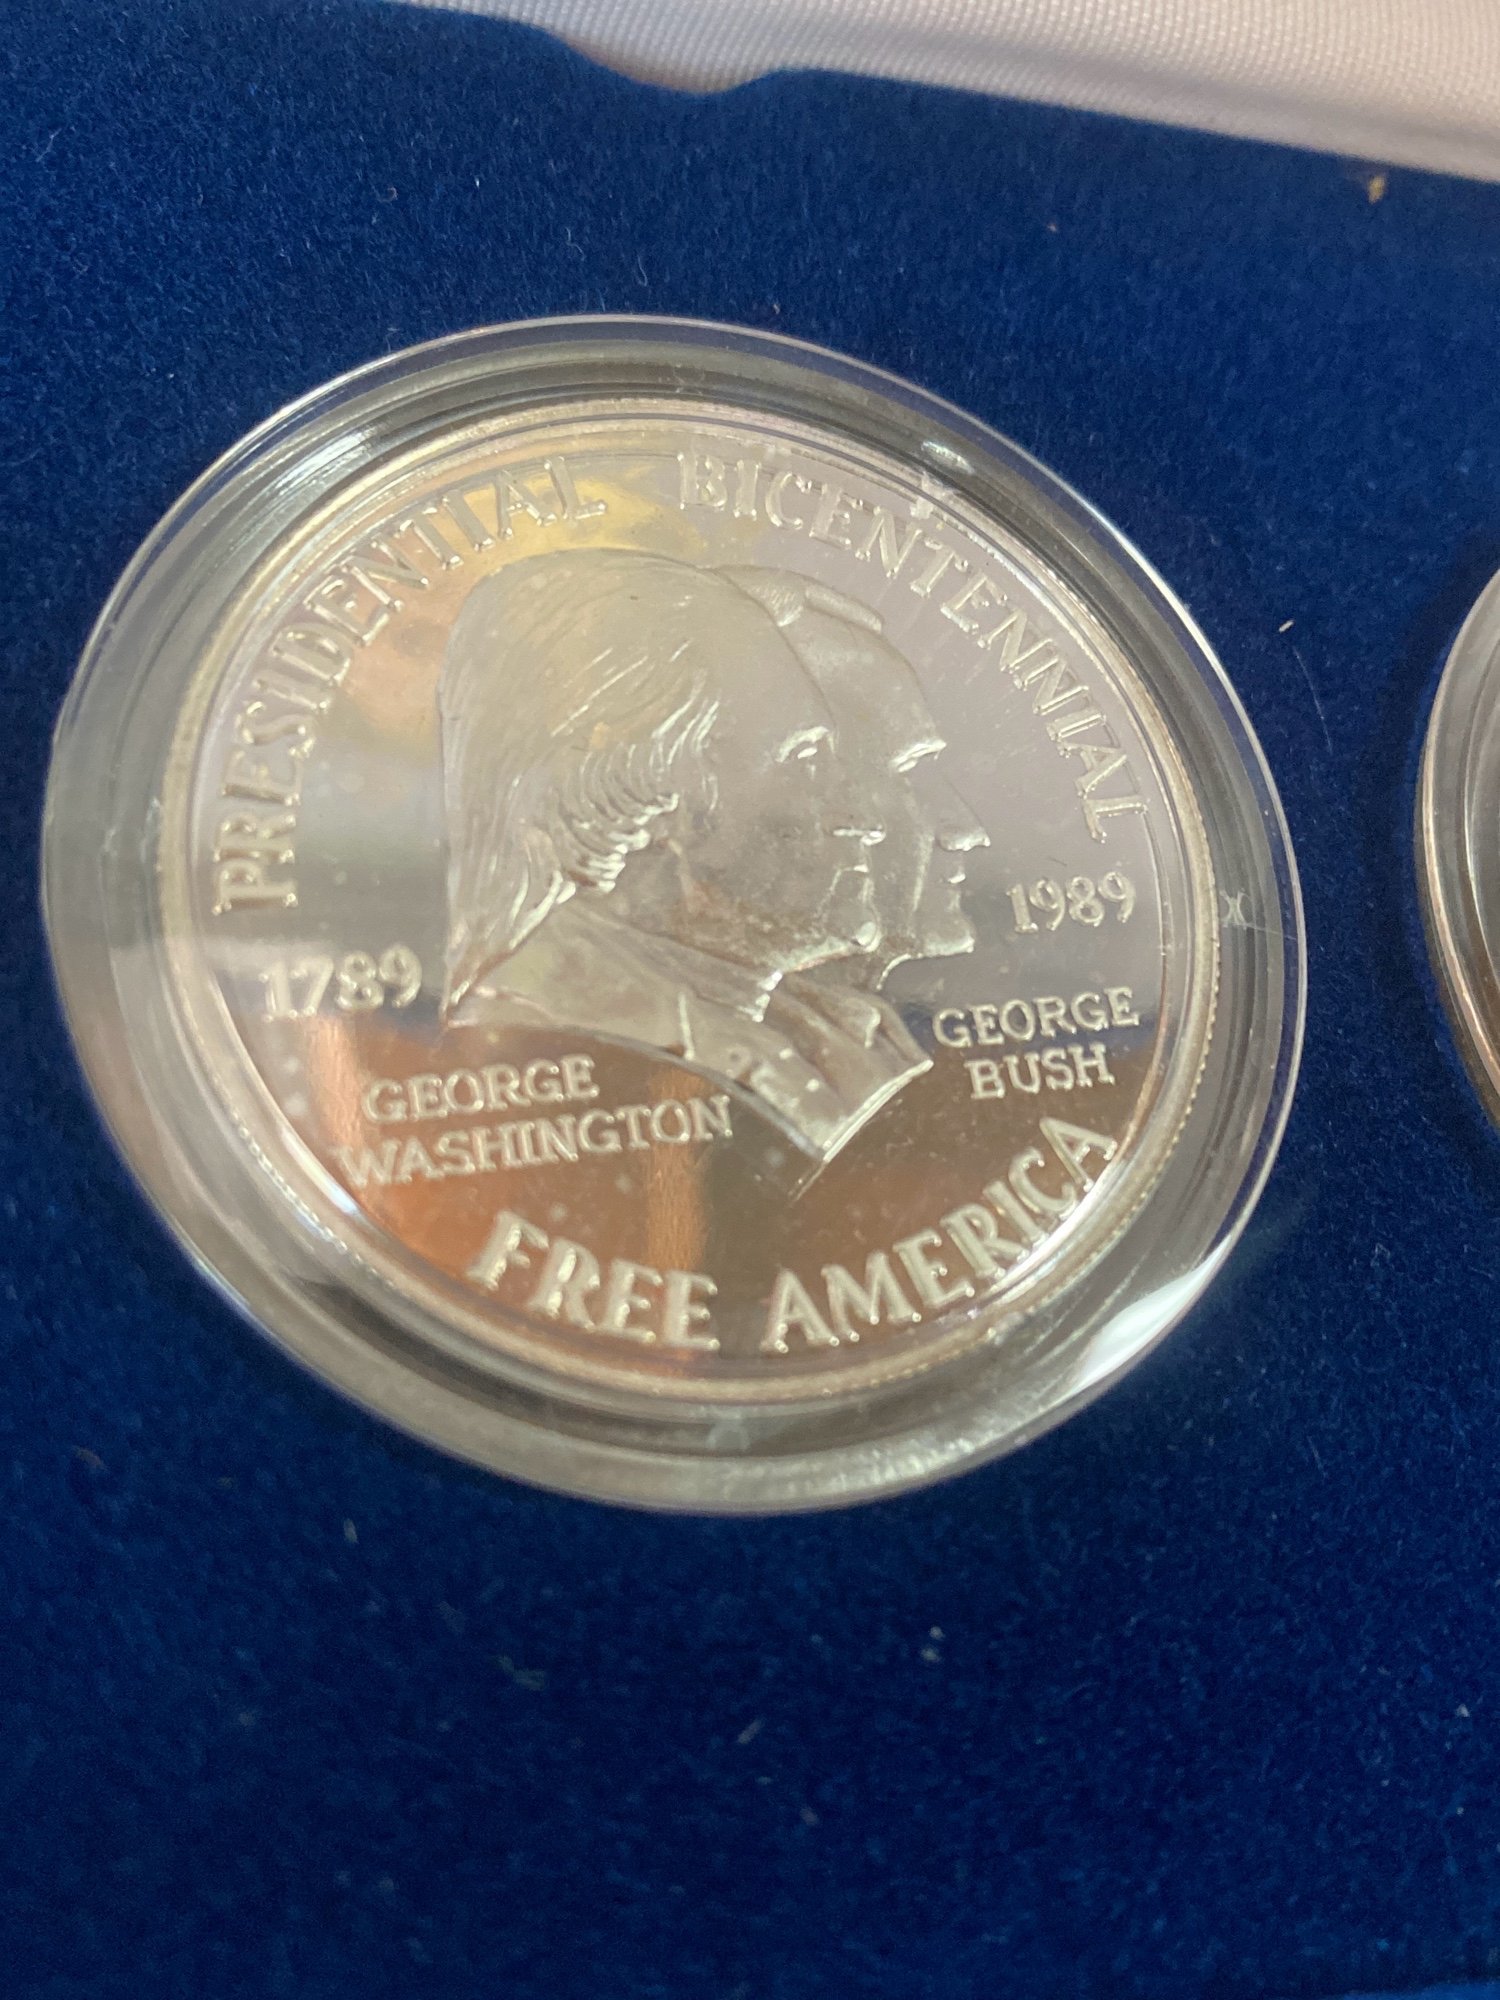 PRESIDENTIAL BICENTENNIAL
1789
1989
GEORGE
WASHINGTON
GEORGE
BUSH
FREE AMERICA